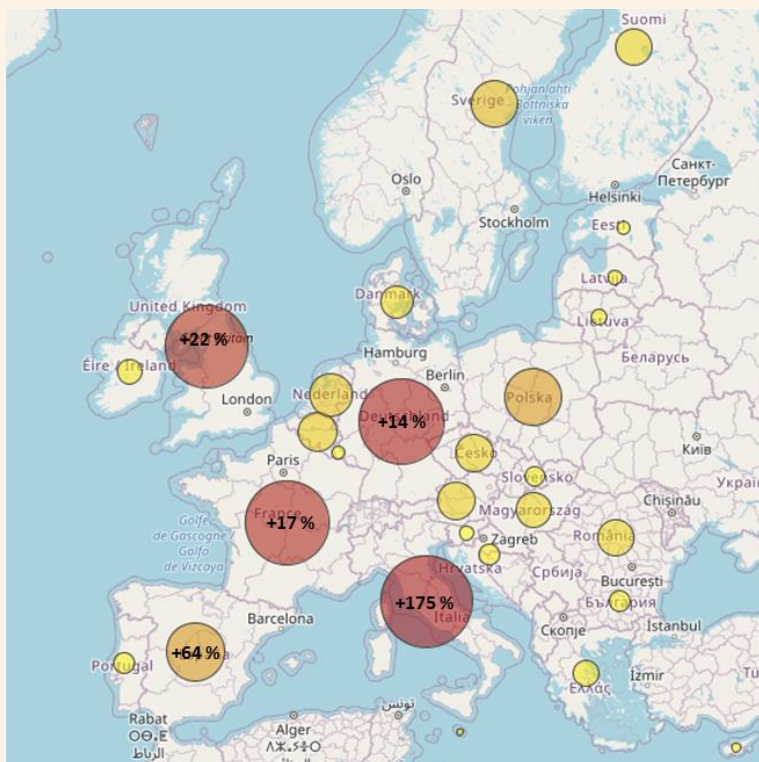 Suomi
Sverige
Pohjanlahti
Bottniska
viken
Санкт-
Петербург
Oslo
Helsinki
Stockholm
Eesti
Latvija
Danmark
Lietuva
United Kingdom
+22 %
Éire / Ireland
Hamburg
Беларусь
Berlin
Nederland
Polska
London
Deutschland
+14 %
Київ
Paris
Česko
Slovensko
Україн
Magyarország
Chișinău
France
+17 %
Golfe
de Gascogne /
Golfo
de Vizcaya
Zagreb
România
Hrvatska
Србија
București
България
+175 %
Italia
Barcelona
Скопје
İstanbul
+64 %
Portugal
İzmir
Tü
Ελλάς
Rabat
ⵔⴱⴰⵟ
الرباط
Alger
تونس